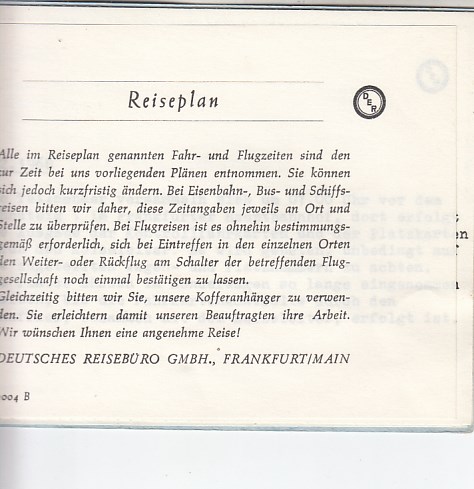 Reiseplan
DER
Alle im Reiseplan genannten Fahr- und Flugzeiten sind den
zur Zeit bei uns vorliegenden Plänen entnommen. Sie können
sich jedoch kurzfristig ändern. Bei Eisenbahn-, Bus- und Schiffs-
reisen bitten wir daher, diese Zeitangaben jeweils an Ort und
Stelle zu überprüfen. Bei Flugreisen ist es ohnehin bestimmungs-
gemäß erforderlich, sich bei Eintreffen in den einzelnen Orten
den Weiter- oder Rückflug am Schalter der betreffenden Flug-
gesellschaft noch einmal bestätigen zu lassen.
Gleichzeitig bitten wir Sie, unsere Kofferanhänger zu verwen-
den. Sie erleichtern damit unseren Beauftragten ihre Arbeit.
Wir wünschen Ihnen eine angenehme Reise!
DEUTSCHES REISEBÜRO GMBH., FRANKFURT/MAIN
004 B